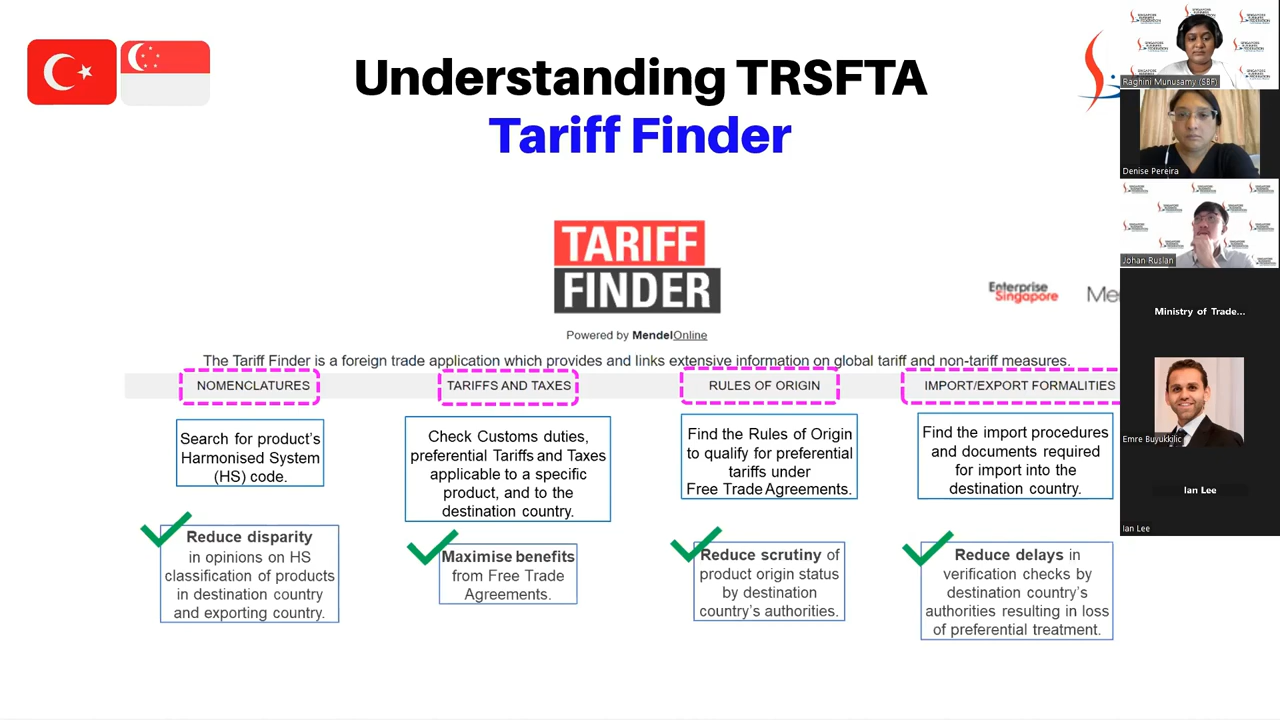 Understanding TRSFTA
Tariff Finder
TARIFF
FINDER
Enterprise
Singapore
Powered by MendelOnline
The Tariff Finder is a foreign trade application which provides and links extensive information on global tariff and non-tariff measures.
NOMENCLATURES
TARIFFS AND TAXES
RULES OF ORIGIN
IMPORT/EXPORT FORMALITIES
Search for product's
Harmonised System
(HS) code.
Check Customs duties,
preferential Tariffs and Taxes
applicable to a specific
product, and to the
destination country.
Find the Rules of Origin
to qualify for preferential
tariffs under
Free Trade Agreements.
Find the import procedures
and documents required
for import into the
destination country.
Reduce disparity
in opinions on HS
classification of products
in destination country
and exporting country.
Maximise benefits
from Free Trade
Agreements.
Reduce scrutiny of
product origin status
by destination
country's authorities.
Reduce delays in
verification checks by
destination country's
authorities resulting in loss
of preferential treatment.
Raghini Munusamy (SBF)
Denise Pereira
Johan Ruslan
Ministry of Trade...
Emre Buyukkilic
Ian Lee
Ian Lee